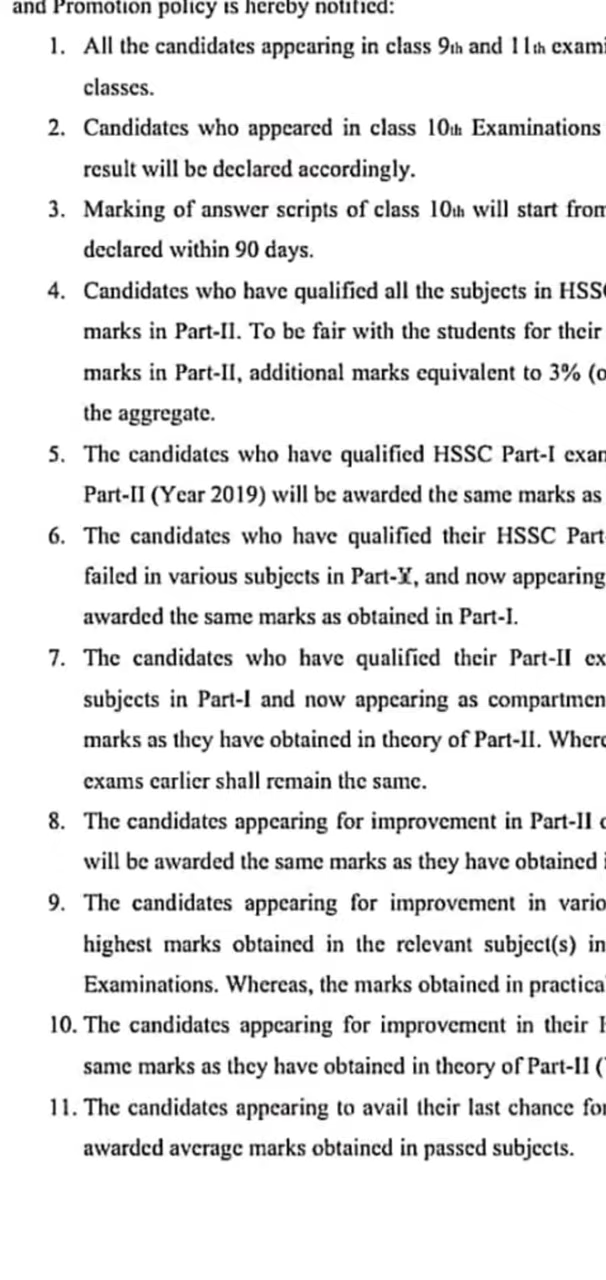 and Promotion policy is hereby notified:
1. All the candidates appearing in class 9th and 11th exami
classes.
2. Candidates who appeared in class 10th Examinations
result will be declared accordingly.
3. Marking of answer scripts of class 10th will start from
declared within 90 days.
4. Candidates who have qualified all the subjects in HSSC
marks in Part-II. To be fair with the students for their
marks in Part-II, additional marks equivalent to 3% (o
the aggregate.
5. The candidates who have qualified HSSC Part-I exam
Part-II (Year 2019) will be awarded the same marks as
6. The candidates who have qualified their HSSC Part-
failed in various subjects in and now appearing
awarded the same marks as obtained in Part-I.
7. The candidates who have qualified their Part-II ex
subjects in Part-I and now appearing as compartmen
marks as they have obtained in theory of Part-II. Where
exams earlier shall remain the same.
8. The candidates appearing for improvement in Part-II
will be awarded the same marks as they have obtained i
9. The candidates appearing for improvement in vario
highest marks obtained in the relevant subject(s) in
Examinations. Whereas, the marks obtained in practica
10. The candidates appearing for improvement in their
same marks as they have obtained in theory of Part-II (
11. The candidates appearing to avail their last chance for
awarded average marks obtained in passed subjects.